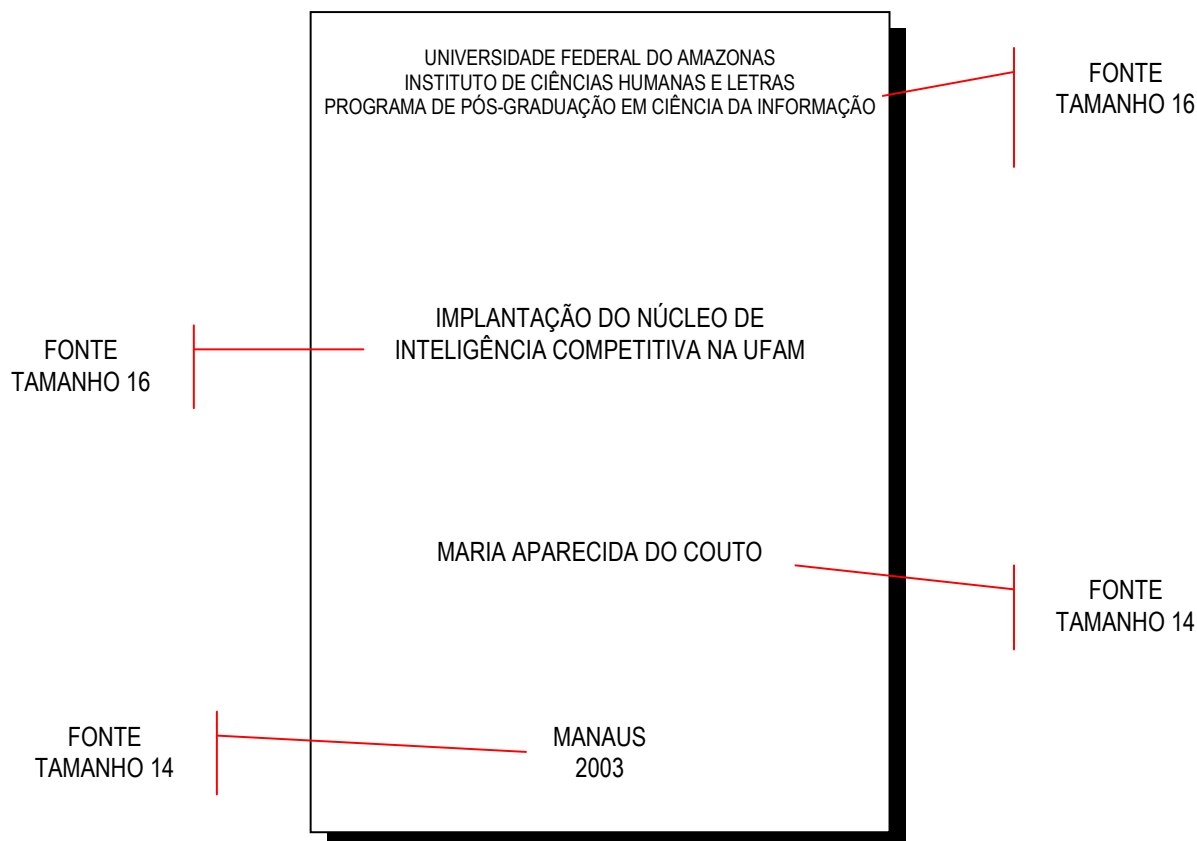 UNIVERSIDADE FEDERAL DO AMAZONAS
INSTITUTO DE CIÊNCIAS HUMANAS E LETRAS
PROGRAMA DE PÓS-GRADUAÇÃO EM CIÊNCIA DA INFORMAÇÃO
FONTE
TAMANHO 16
IMPLANTAÇÃO DO NÚCLEO DE
INTELIGÊNCIA COMPETITIVA NA UFAM
FONTE
TAMANHO 16
MARIA APARECIDA DO COUTO
FONTE
TAMANHO 14
MANAUS
2003
FONTE
TAMANHO 14